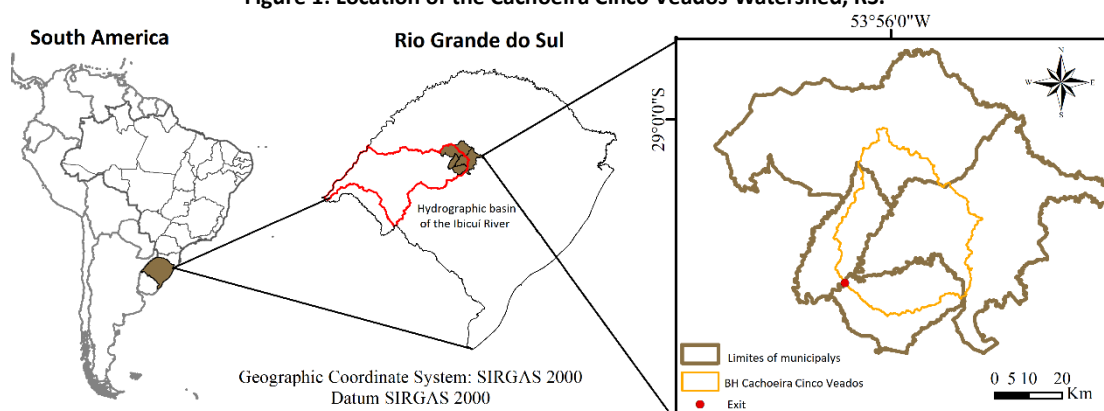 Figure 1: Location of the Cachoeira Cinco Veados Watershed, RS.
South America
Rio Grande do Sul
53°56'0"W
29°0'0"S
N
W E
S
Hydrographic basin
of the Ibicuí River
Geographic Coordinate System: SIRGAS 2000
Datum SIRGAS 2000
Limites of municipalys
BH Cachoeira Cinco Veados
Exit
0 5 10 20
Km